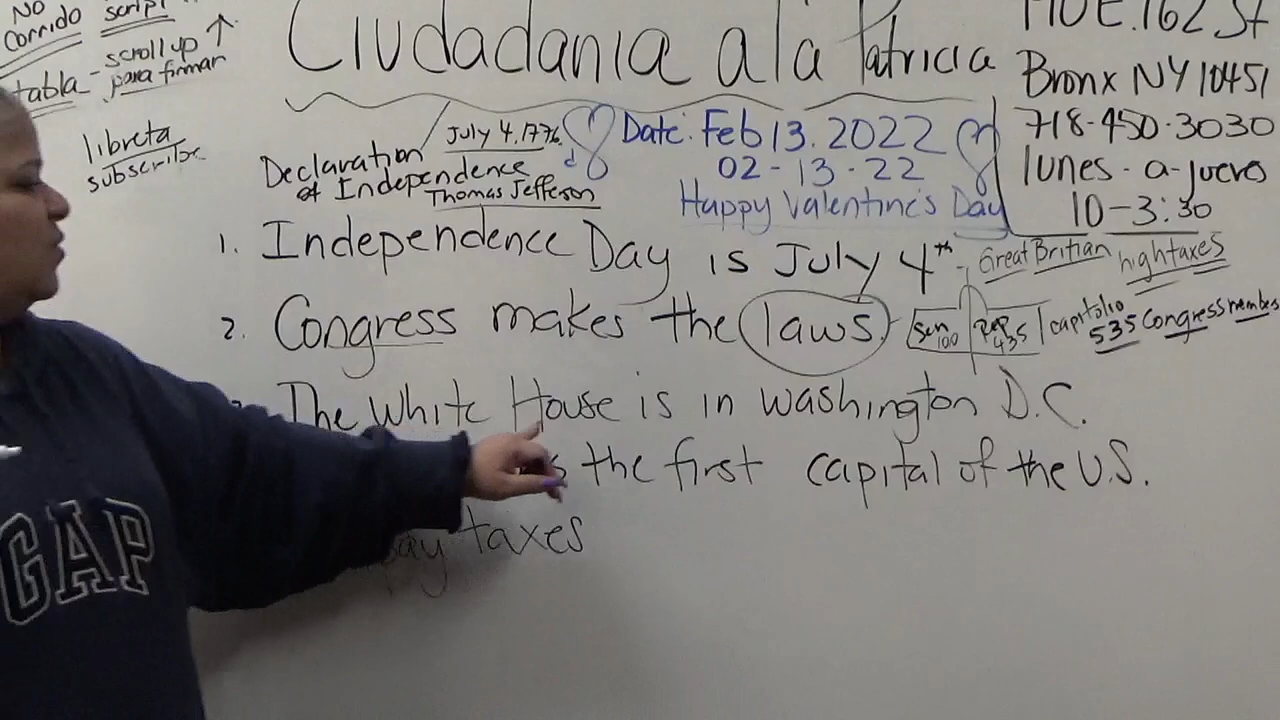 No script
Corrido
tabla - scroll up ↑
para firmar
libreta
subscribe
Ciudadania a la Patricia
Bronx NY 10451
718-450-3030
lunes - a - jueves
10-3:30
July 4, 1776
Declaration
of Independence
Thomas Jefferson
Date: Feb 13, 2022
02-13-22
Happy Valentine's Day
1. Independence Day is July 4th - Great Britian high taxes
2. Congress makes the laws. sen 100 rep 435 capitolio 535 Congress members
The White House is in washington D.C.
the first capital of the U.S.
pay taxes
GAP